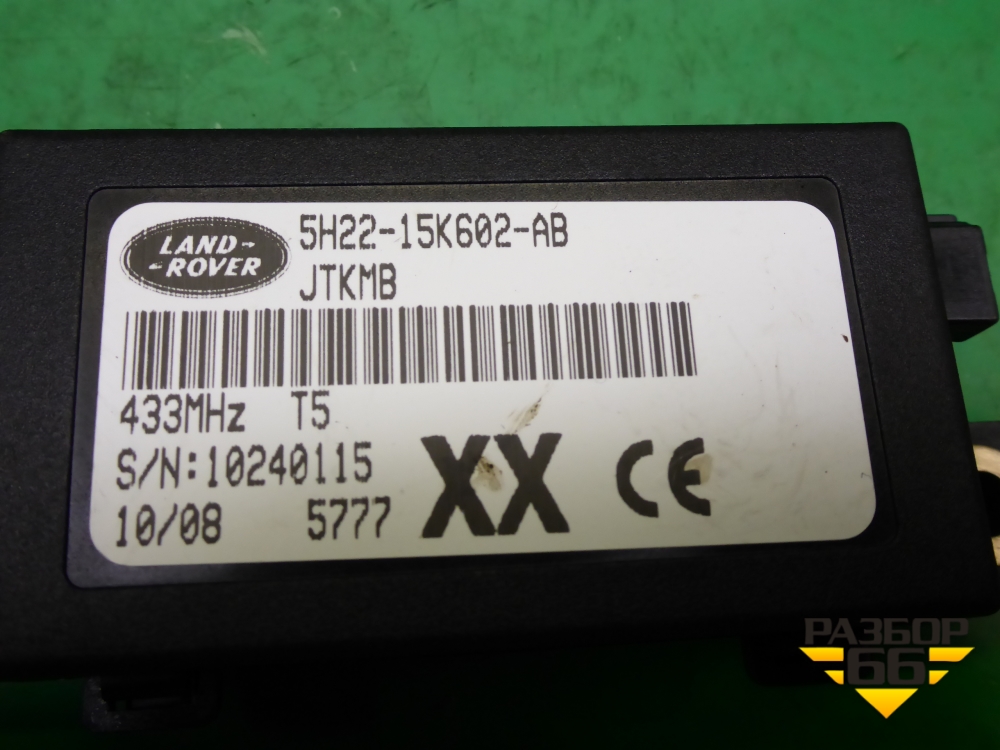 LAND
ROVER
5H22-15K602-AB
JTKMB
433MHz T5
S/N:10240115
10/08 5777
XX CE
РАЗБОР
66